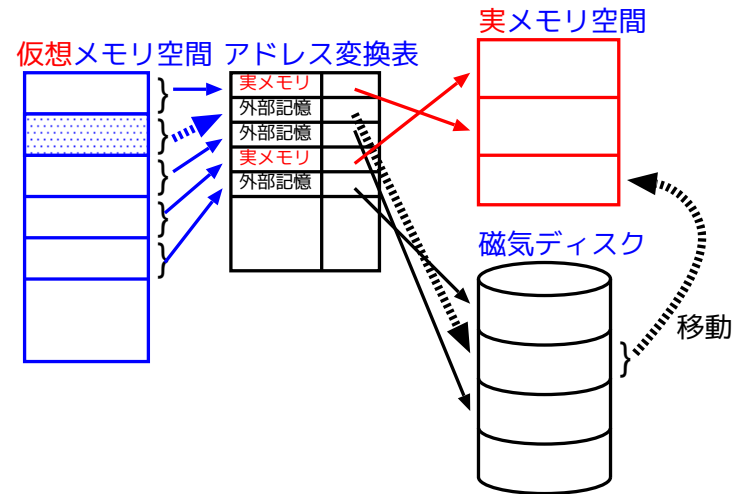 実メモリ空間
仮想メモリ空間
アドレス変換表
実メモリ
外部記憶
外部記憶
実メモリ
外部記憶
磁気ディスク
移動